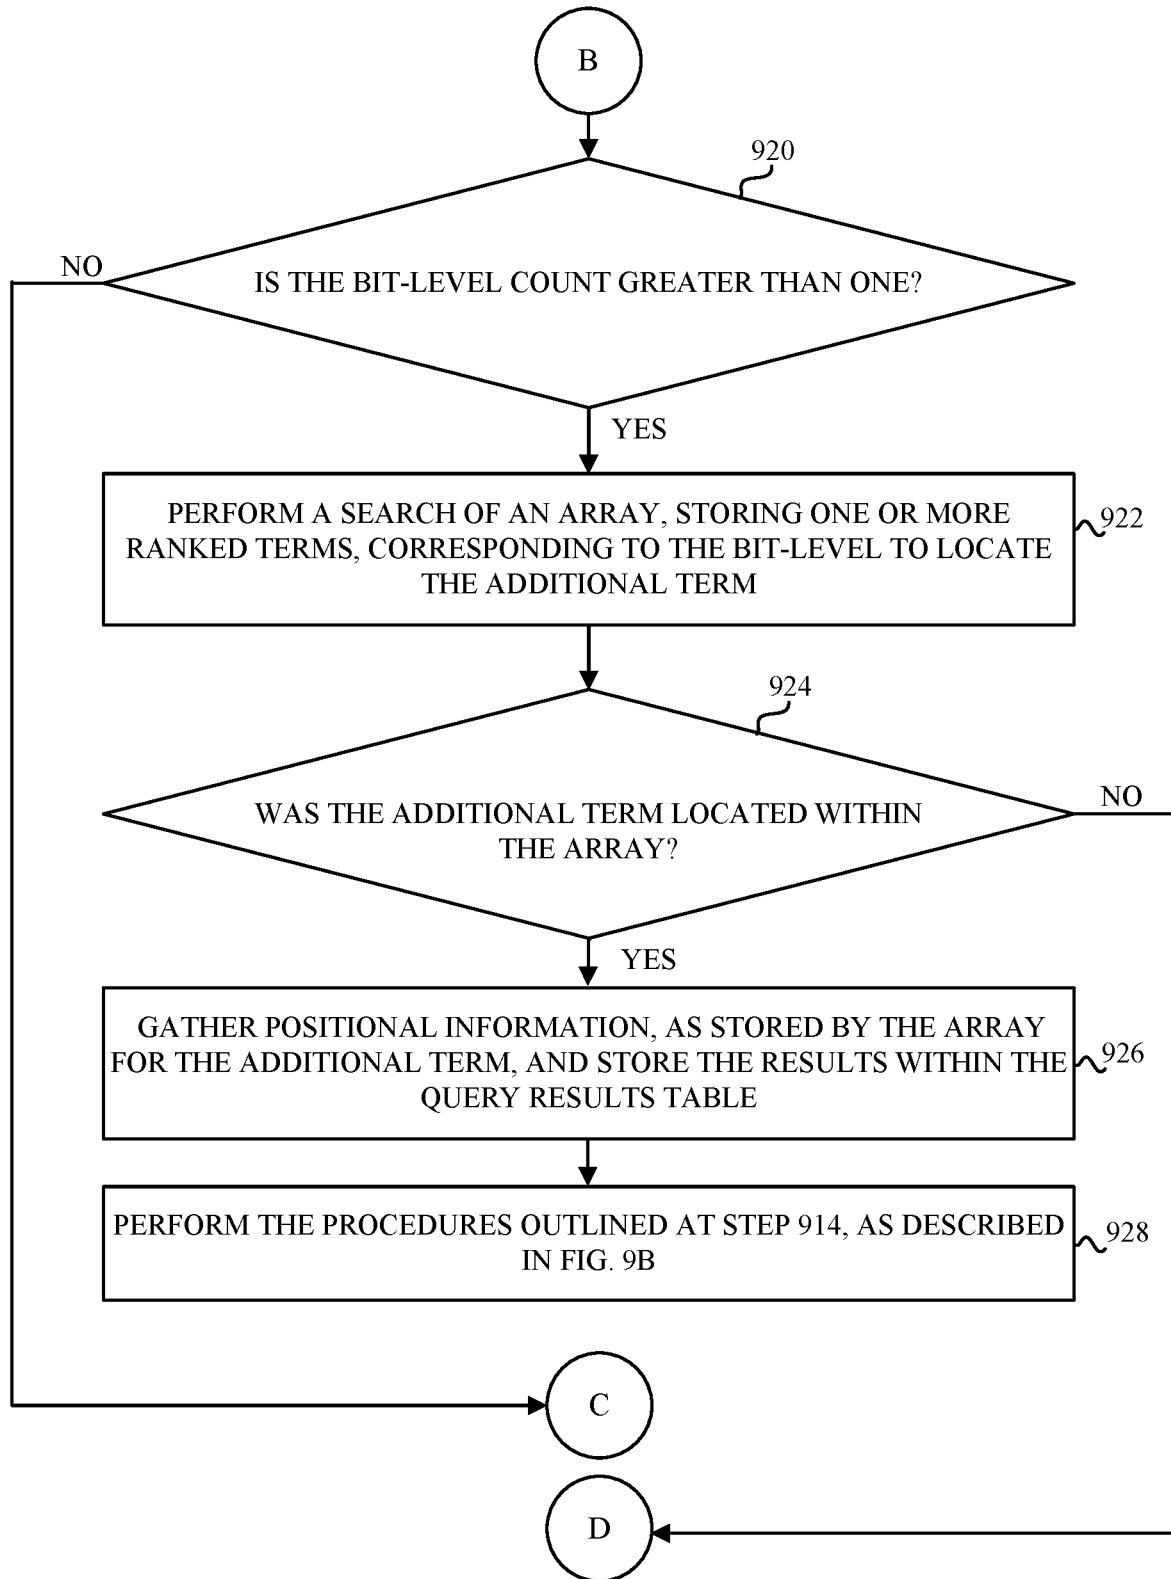 B
920
NO
IS THE BIT-LEVEL COUNT GREATER THAN ONE?
YES
PERFORM A SEARCH OF AN ARRAY, STORING ONE OR MORE
RANKED TERMS, CORRESPONDING TO THE BIT-LEVEL TO LOCATE
THE ADDITIONAL TERM
922
924
WAS THE ADDITIONAL TERM LOCATED WITHIN
THE ARRAY?
NO
YES
GATHER POSITIONAL INFORMATION, AS STORED BY THE ARRAY
FOR THE ADDITIONAL TERM, AND STORE THE RESULTS WITHIN THE
QUERY RESULTS TABLE
926
PERFORM THE PROCEDURES OUTLINED AT STEP 914, AS DESCRIBED
IN FIG. 9B
928
C
D